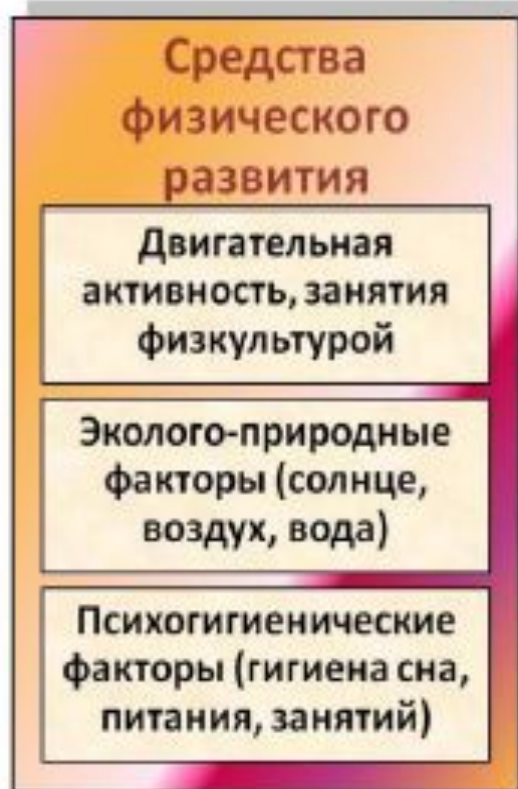 Средства
физического
развития
Двигательная
активность, занятия
физкультурой
Эколого-природные
факторы (солнце,
воздух, вода)
Психогигиенические
факторы (гигиена сна,
питания, занятий)